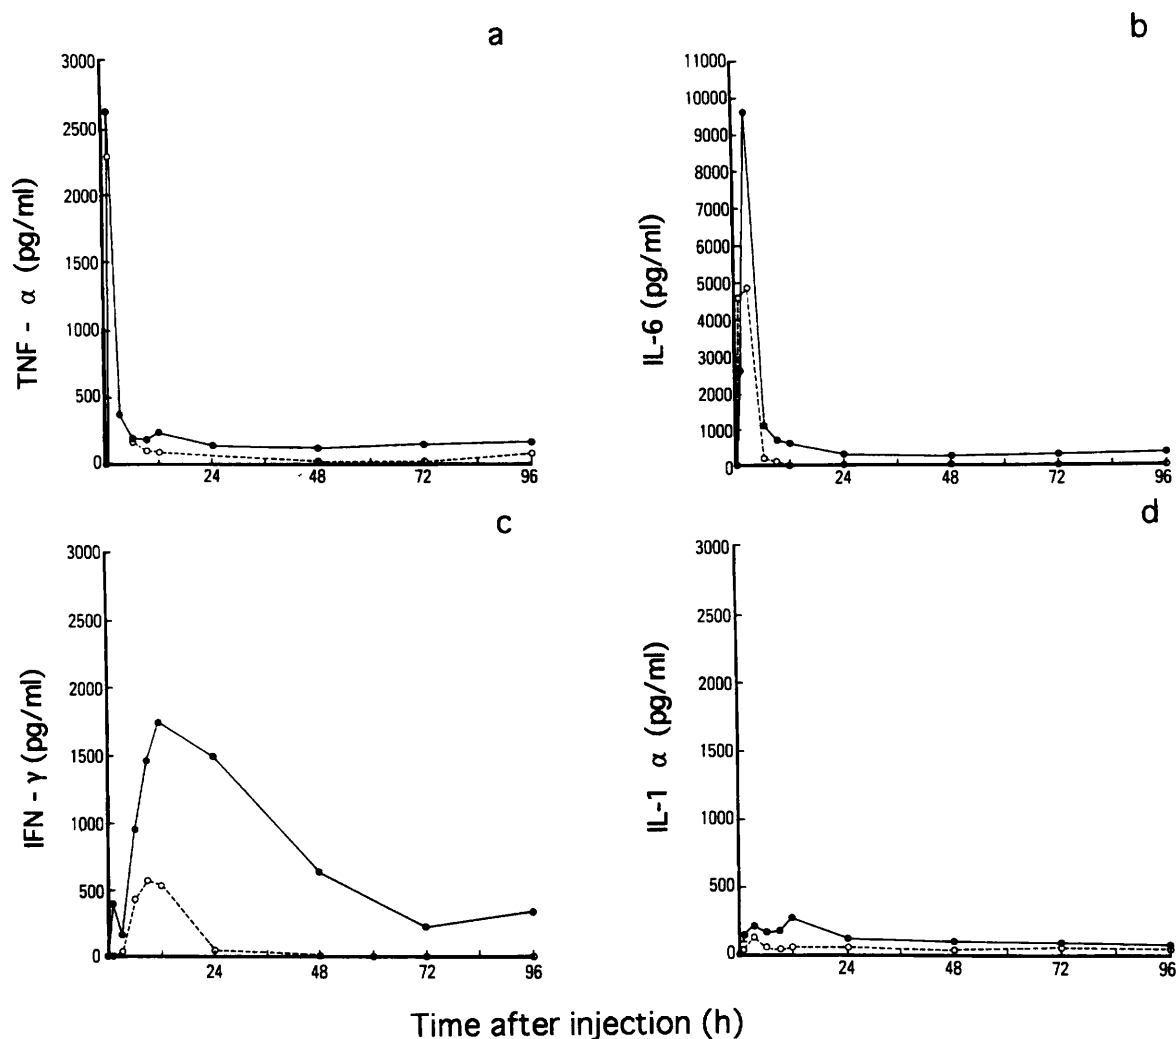 a
TNF - α (pg/ml)
3000
2500
2000
1500
1000
500
0
24 48 72 96
b
IL-6 (pg/ml)
11000
10000
9000
8000
7000
6000
5000
4000
3000
2000
1000
0
24 48 72 96
c
IFN - γ (pg/ml)
3000
2500
2000
1500
1000
500
0
24 48 72 96
d
IL-1 α (pg/ml)
3000
2500
2000
1500
1000
500
0
24 48 72 96
Time after injection (h)